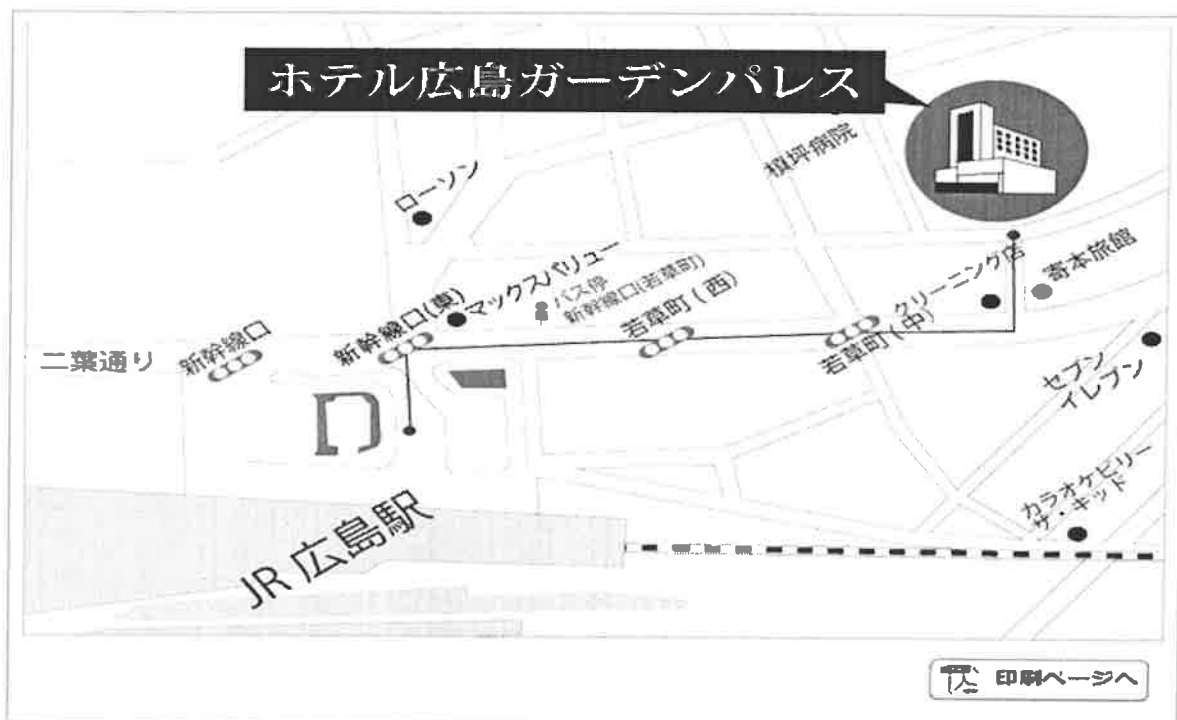 ホテル広島ガーデンパレス
槙坪病院
ローソン
マックスバリュー
バス停
新幹線口(若草町)
クリーニング店
寄本旅館
新幹線口(東)
若草町(西)
若草町(中)
二葉通り
新幹線口
セブン
イレブン
カラオケビリー
ザ・キッド
JR 広島駅
印刷ページへ